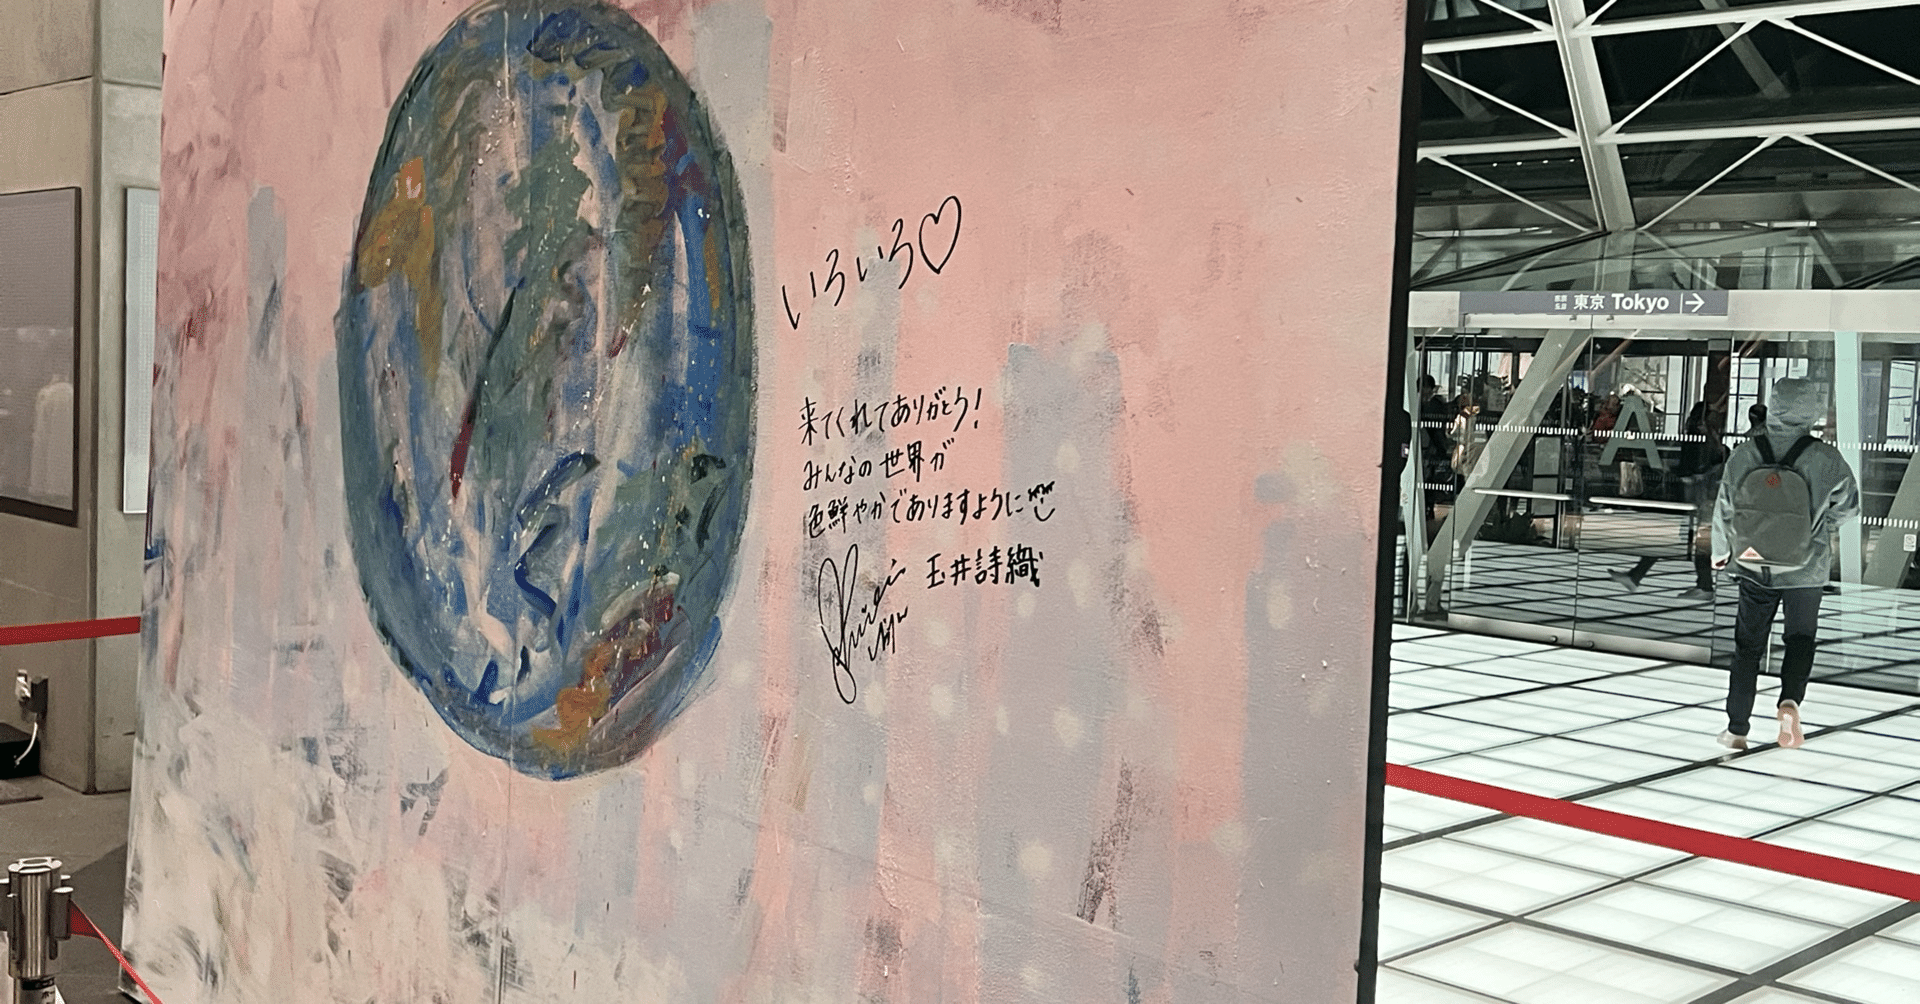 いろいろ♡
来てくれてありがとう！
みんなの世界が
色鮮やかでありますように
玉井詩織
東京 Tokyo →
A